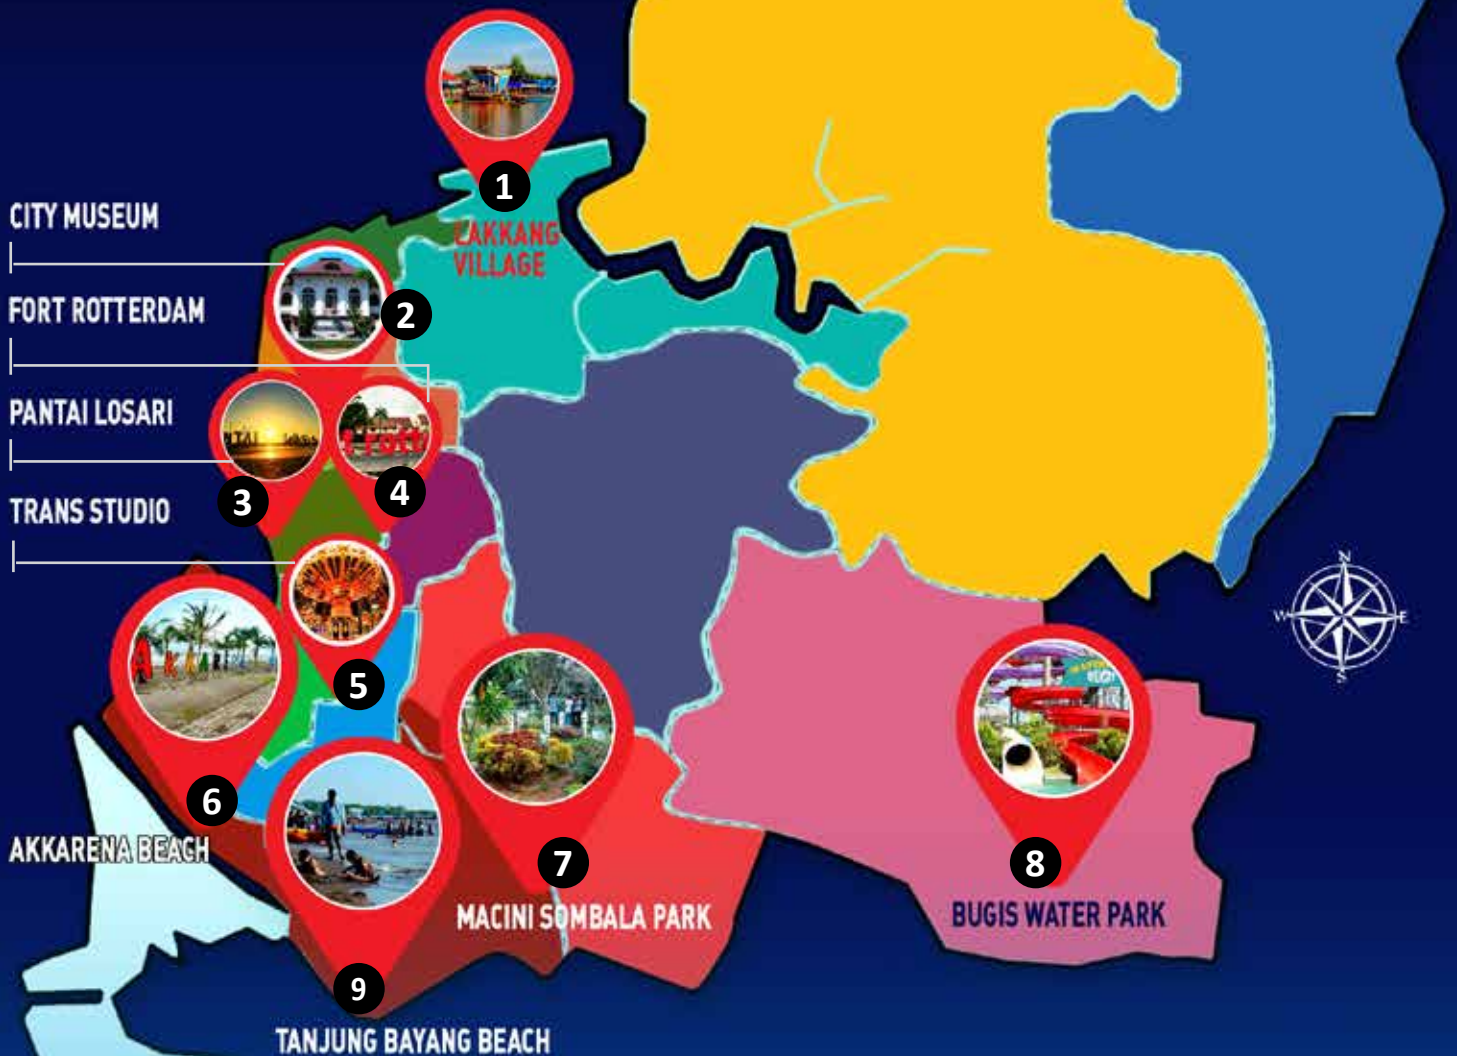 1
LAKKANG
VILLAGE
CITY MUSEUM
2
FORT ROTTERDAM
PANTAI LOSARI
3
4
TRANS STUDIO
5
N
W
E
S
6
AKKARENA BEACH
7
MACINI SOMBALA PARK
8
BUGIS WATER PARK
9
TANJUNG BAYANG BEACH